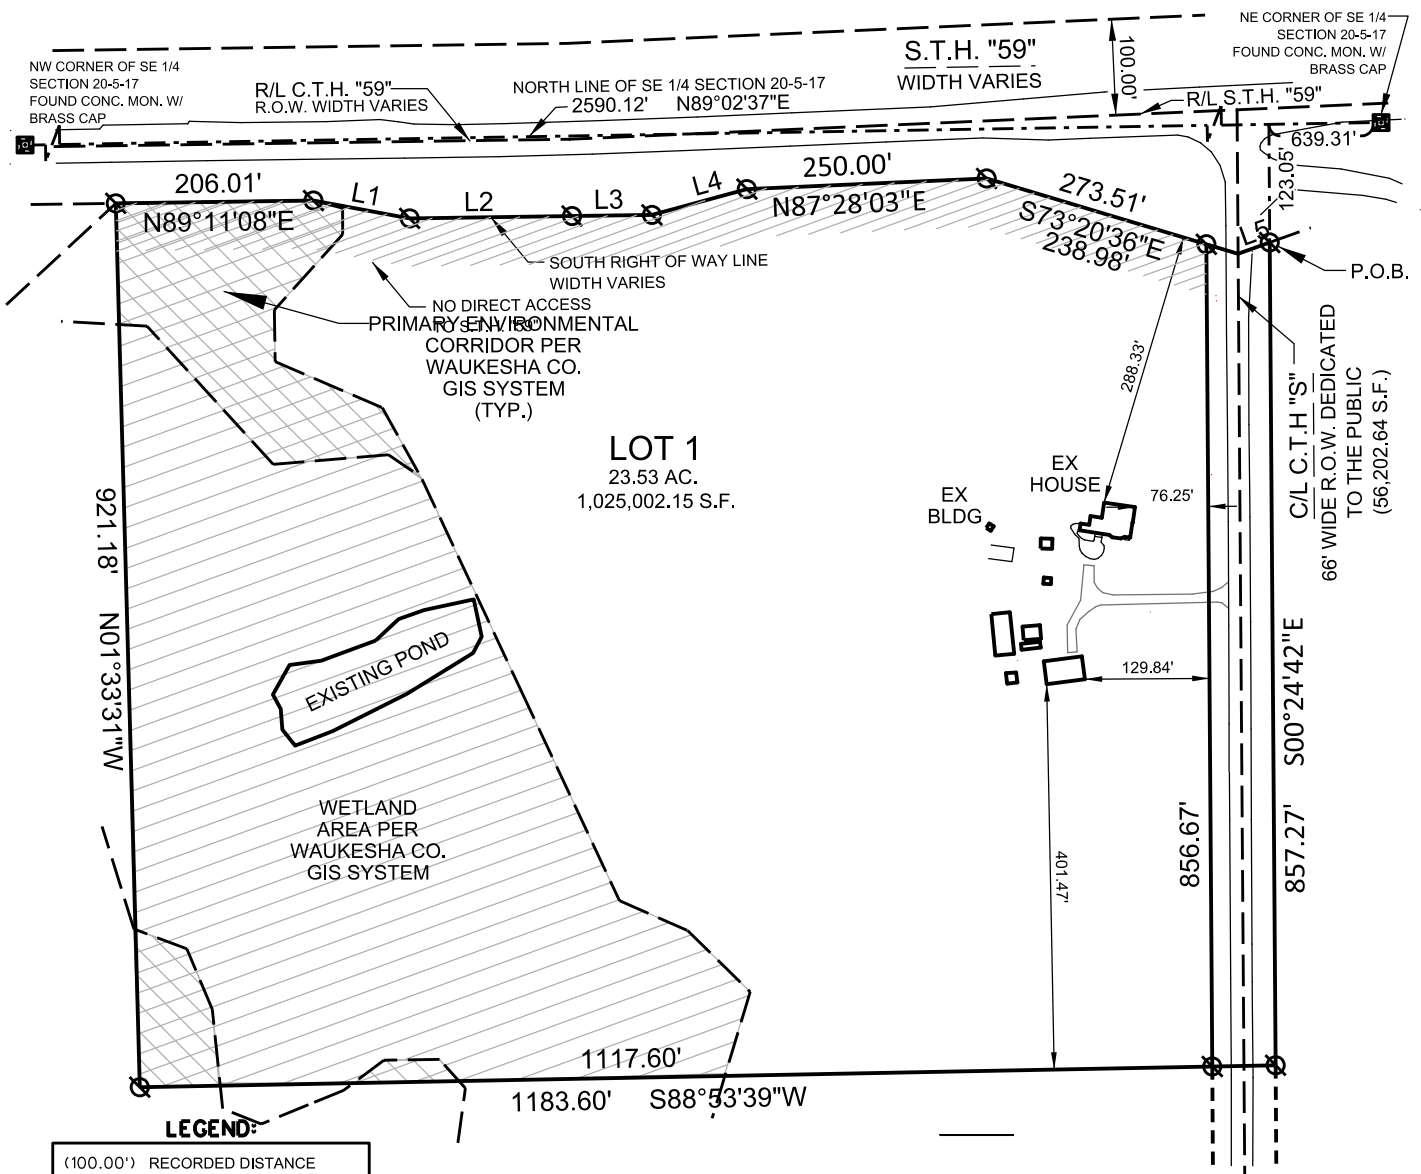 NW CORNER OF SE 1/4
SECTION 20-5-17
FOUND CONC. MON. W/
BRASS CAP
R/L C.T.H. "59"
R.O.W. WIDTH VARIES
NORTH LINE OF SE 1/4 SECTION 20-5-17
2590.12' N89°02'37"E
S.T.H. "59"
WIDTH VARIES
100.00'
NE CORNER OF SE 1/4
SECTION 20-5-17
FOUND CONC. MON. W/
BRASS CAP
R/L S.T.H. "59"
639.31'
123.05'
206.01'
N89°11'08"E
L1
L2
L3
L4
250.00'
N87°28'03"E
273.51'
S73°20'36"E
238.98'
L5
P.O.B.
SOUTH RIGHT OF WAY LINE
WIDTH VARIES
NO DIRECT ACCESS
TO S.T.H. "59"
PRIMARY ENVIRONMENTAL
CORRIDOR PER
WAUKESHA CO.
GIS SYSTEM
(TYP.)
LOT 1
23.53 AC.
1,025,002.15 S.F.
288.33'
EX
HOUSE
EX
BLDG
76.25'
C/L C.T.H "S"
66' WIDE R.O.W. DEDICATED
TO THE PUBLIC
(56,202.64 S.F.)
921.18' N01°33'31"W
EXISTING POND
129.84'
WETLAND
AREA PER
WAUKESHA CO.
GIS SYSTEM
401.47'
856.67'
857.27' S00°24'42"E
1117.60'
1183.60' S88°53'39"W
LEGEND:
(100.00') RECORDED DISTANCE